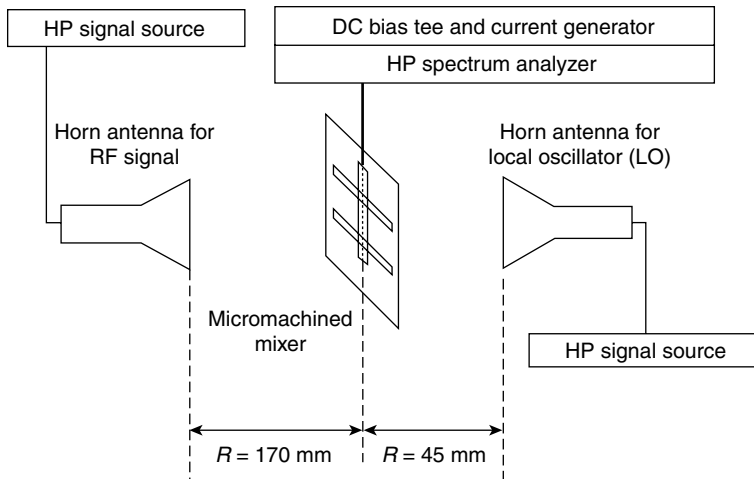 HP signal source
DC bias tee and current generator
HP spectrum analyzer
Horn antenna for
RF signal
Horn antenna for
local oscillator (LO)
Micromachined
mixer
HP signal source
R = 170 mm
R = 45 mm